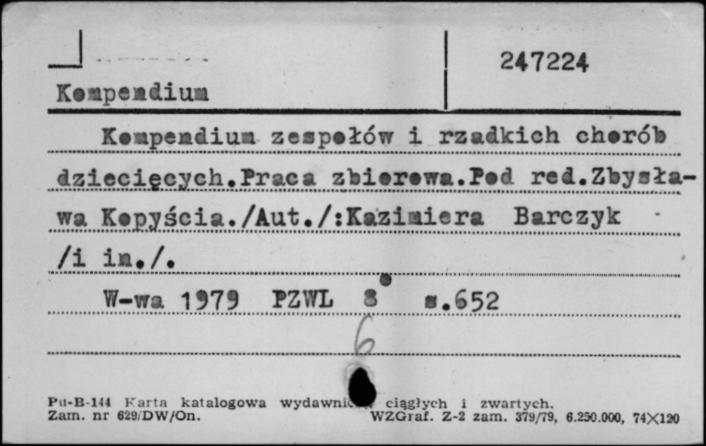 247224
Kompendium
Kompendium zespołów i rzadkich chorób
dziecięcych.Praca zbiorowa.Pod red.Zbysła-
wa Kopyścia./Aut./:Kazimiera Barczyk
/i in./.
W-wa 1979 PZWL 8° s.652
6
Pu-B-144 Karta katalogowa ciągłych i zwartych.
Zam. nr 629/DW/On. WZGraf. Z-2 zam. 379/79, 6.250.000, 74×120